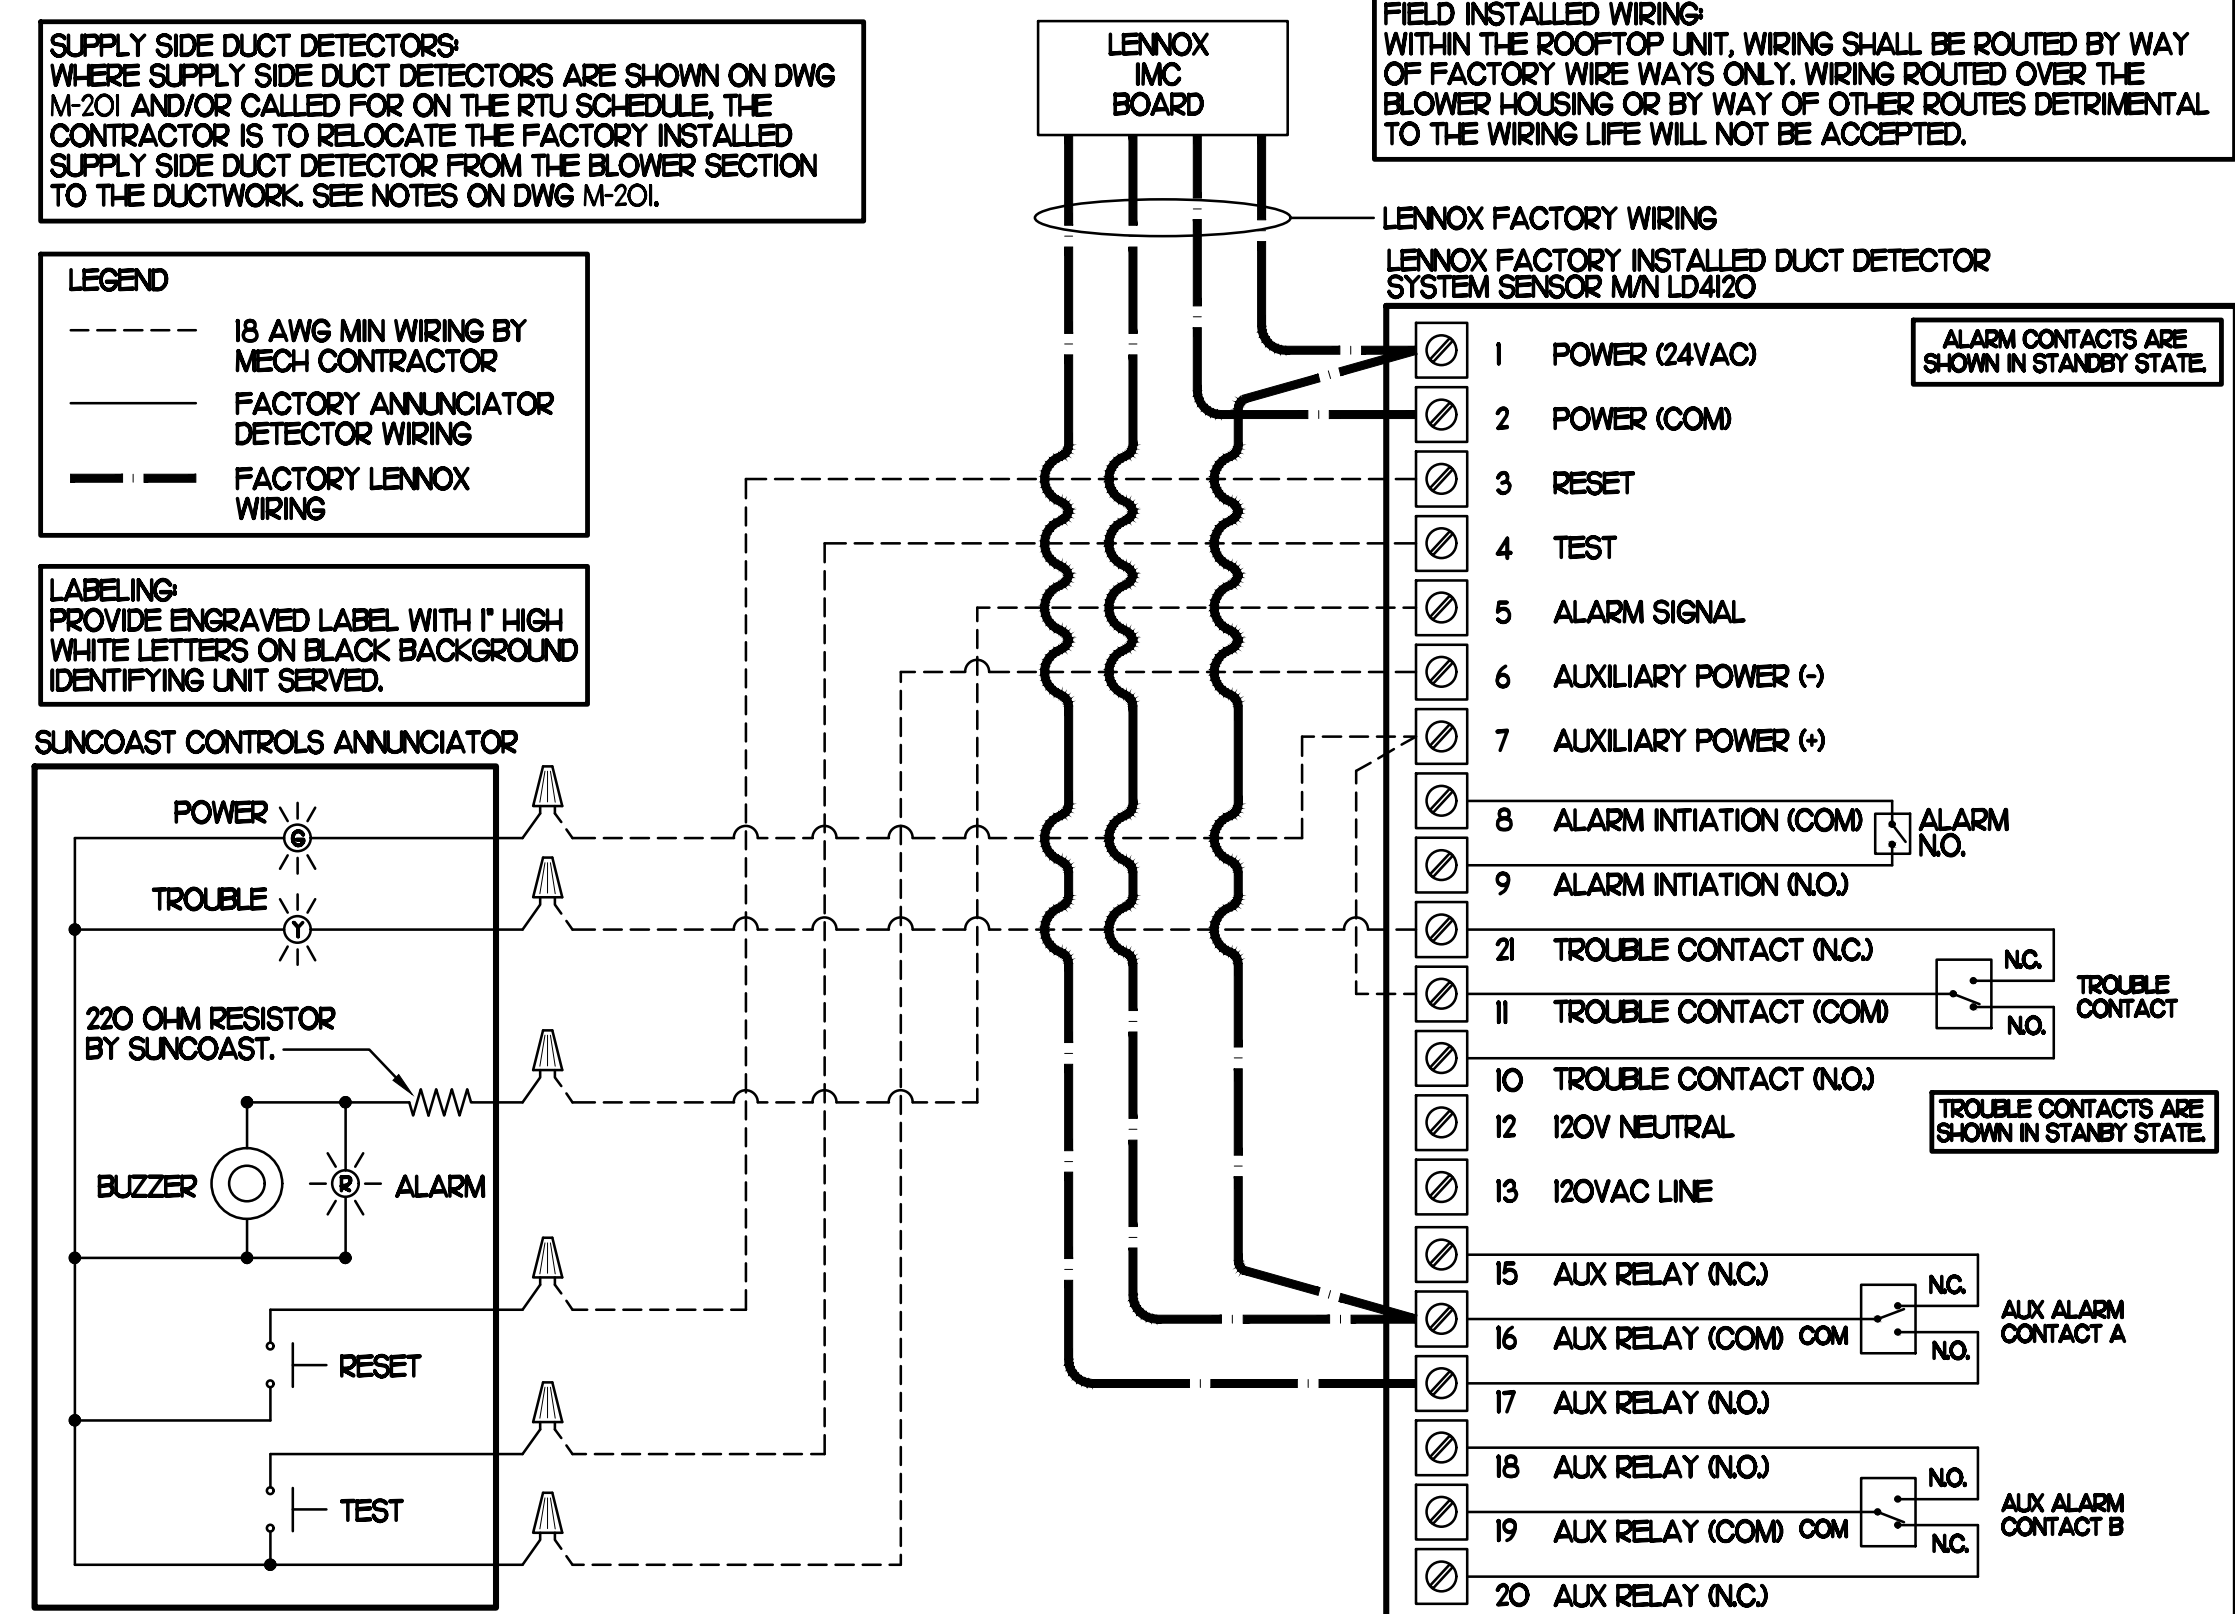 SUPPLY SIDE DUCT DETECTORS:
WHERE SUPPLY SIDE DUCT DETECTORS ARE SHOWN ON DWG
M-201 AND/OR CALLED FOR ON THE RTU SCHEDULE, THE
CONTRACTOR IS TO RELOCATE THE FACTORY INSTALLED
SUPPLY SIDE DUCT DETECTOR FROM THE BLOWER SECTION
TO THE DUCTWORK. SEE NOTES ON DWG M-201.
LENNOX
IMC
BOARD
FIELD INSTALLED WIRING:
WITHIN THE ROOFTOP UNIT, WIRING SHALL BE ROUTED BY WAY
OF FACTORY WIRE WAYS ONLY. WIRING ROUTED OVER THE
BLOWER HOUSING OR BY WAY OF OTHER ROUTES DETRIMENTAL
TO THE WIRING LIFE WILL NOT BE ACCEPTED.
LENNOX FACTORY WIRING
LENNOX FACTORY INSTALLED DUCT DETECTOR
SYSTEM SENSOR M/N LD4120
LEGEND
18 AWG MIN WIRING BY
MECH CONTRACTOR
FACTORY ANNUNCIATOR
DETECTOR WIRING
FACTORY LENNOX
WIRING
LABELING:
PROVIDE ENGRAVED LABEL WITH 1" HIGH
WHITE LETTERS ON BLACK BACKGROUND
IDENTIFYING UNIT SERVED.
SUNCOAST CONTROLS ANNUNCIATOR
POWER
G
TROUBLE
Y
220 OHM RESISTOR
BY SUNCOAST.
BUZZER
R
ALARM
RESET
TEST
ALARM CONTACTS ARE
SHOWN IN STANDBY STATE.
1 POWER (24VAC)
2 POWER (COM)
3 RESET
4 TEST
5 ALARM SIGNAL
6 AUXILIARY POWER (-)
7 AUXILIARY POWER (+)
8 ALARM INTIATION (COM)
9 ALARM INTIATION (N.O.)
ALARM
N.O.
21 TROUBLE CONTACT (N.C.)
11 TROUBLE CONTACT (COM)
10 TROUBLE CONTACT (N.O.)
N.C.
N.O.
TROUBLE
CONTACT
TROUBLE CONTACTS ARE
SHOWN IN STANBY STATE.
12 120V NEUTRAL
13 120VAC LINE
15 AUX RELAY (N.C.)
16 AUX RELAY (COM) COM
17 AUX RELAY (N.O.)
N.C.
N.O.
AUX ALARM
CONTACT A
18 AUX RELAY (N.O.)
19 AUX RELAY (COM) COM
20 AUX RELAY (N.C.)
N.O.
N.C.
AUX ALARM
CONTACT B